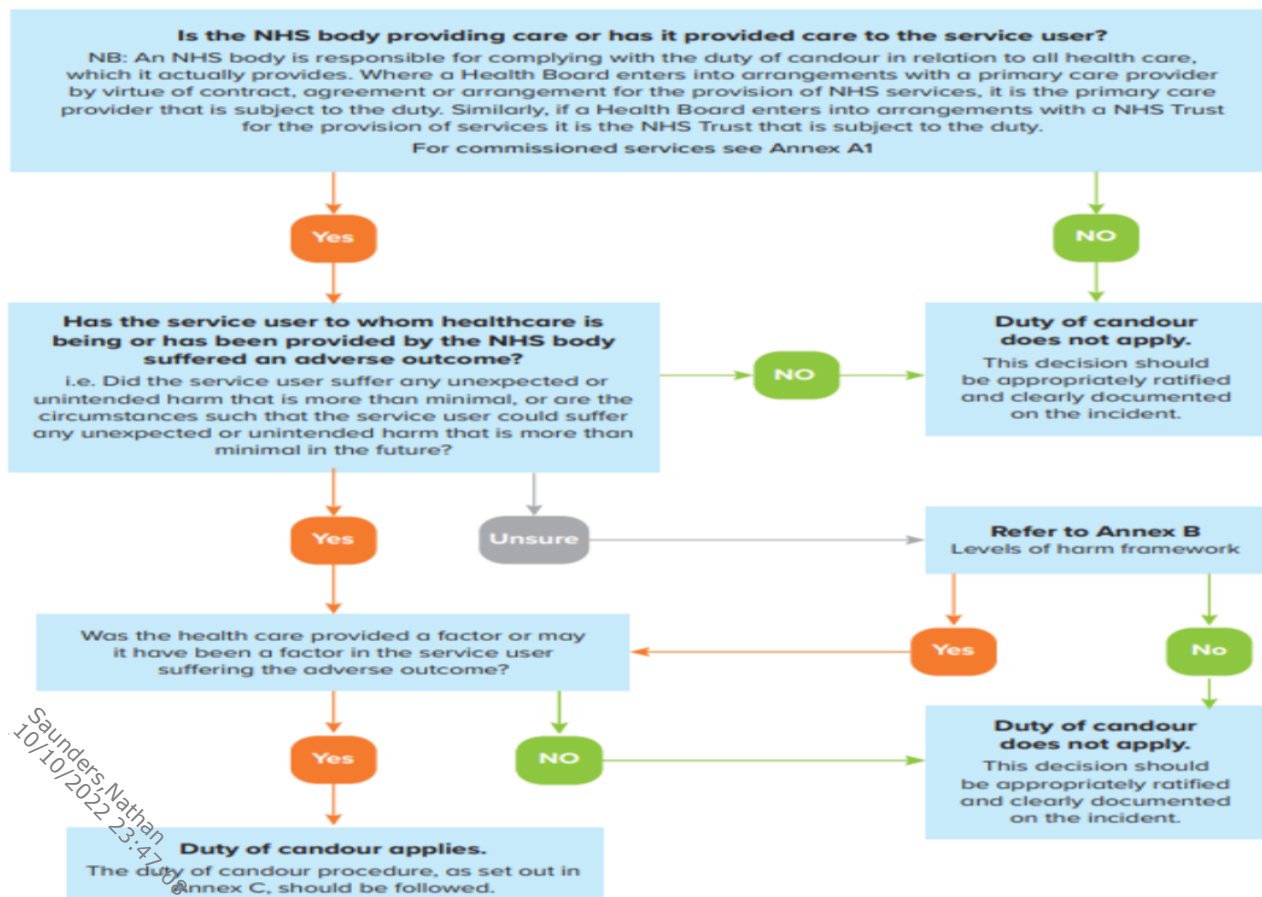 Is the NHS body providing care or has it provided care to the service user?
NB: An NHS body is responsible for complying with the duty of candour in relation to all health care,
which it actually provides. Where a Health Board enters into arrangements with a primary care provider
by virtue of contract, agreement or arrangement for the provision of NHS services, it is the primary care
provider that is subject to the duty. Similarly, if a Health Board enters into arrangements with a NHS Trust
for the provision of services it is the NHS Trust that is subject to the duty.
For commissioned services see Annex A1
Yes
NO
Has the service user to whom healthcare is
being or has been provided by the NHS body
suffered an adverse outcome?
i.e. Did the service user suffer any unexpected or
unintended harm that is more than minimal, or are the
circumstances such that the service user could suffer
any unexpected or unintended harm that is more than
minimal in the future?
NO
Duty of candour
does not apply.
This decision should
be appropriately ratified
and clearly documented
on the incident.
Yes
Unsure
Refer to Annex B
Levels of harm framework
Was the health care provided a factor or may
it have been a factor in the service user
suffering the adverse outcome?
Yes
No
Yes
NO
Duty of candour
does not apply.
This decision should
be appropriately ratified
and clearly documented
on the incident.
Duty of candour applies.
The duty of candour procedure, as set out in
Annex C, should be followed.
Saunders,Nathan
10/10/2022 23:47:08